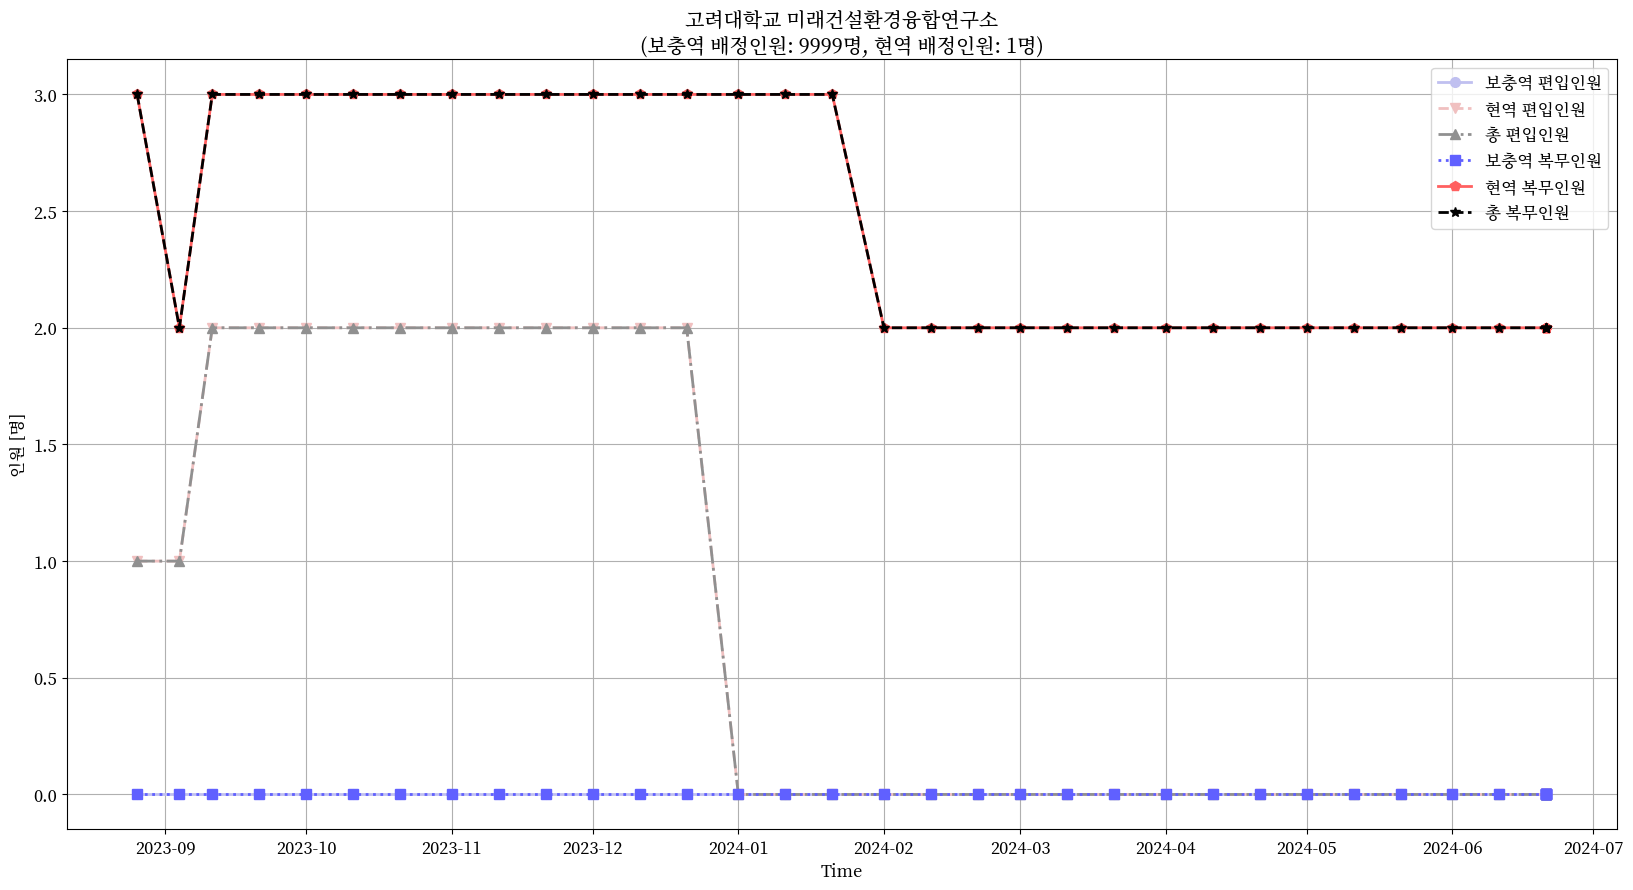 고려대학교 미래건설환경융합연구소
(보충역 배정인원: 9999명, 현역 배정인원: 1명)
보충역 편입인원
현역 편입인원
총 편입인원
보충역 복무인원
현역 복무인원
총 복무인원
3.0
2.5
2.0
1.5
1.0
0.5
0.0
인원 [명]
2023-09
2023-10
2023-11
2023-12
2024-01
2024-02
2024-03
2024-04
2024-05
2024-06
2024-07
Time